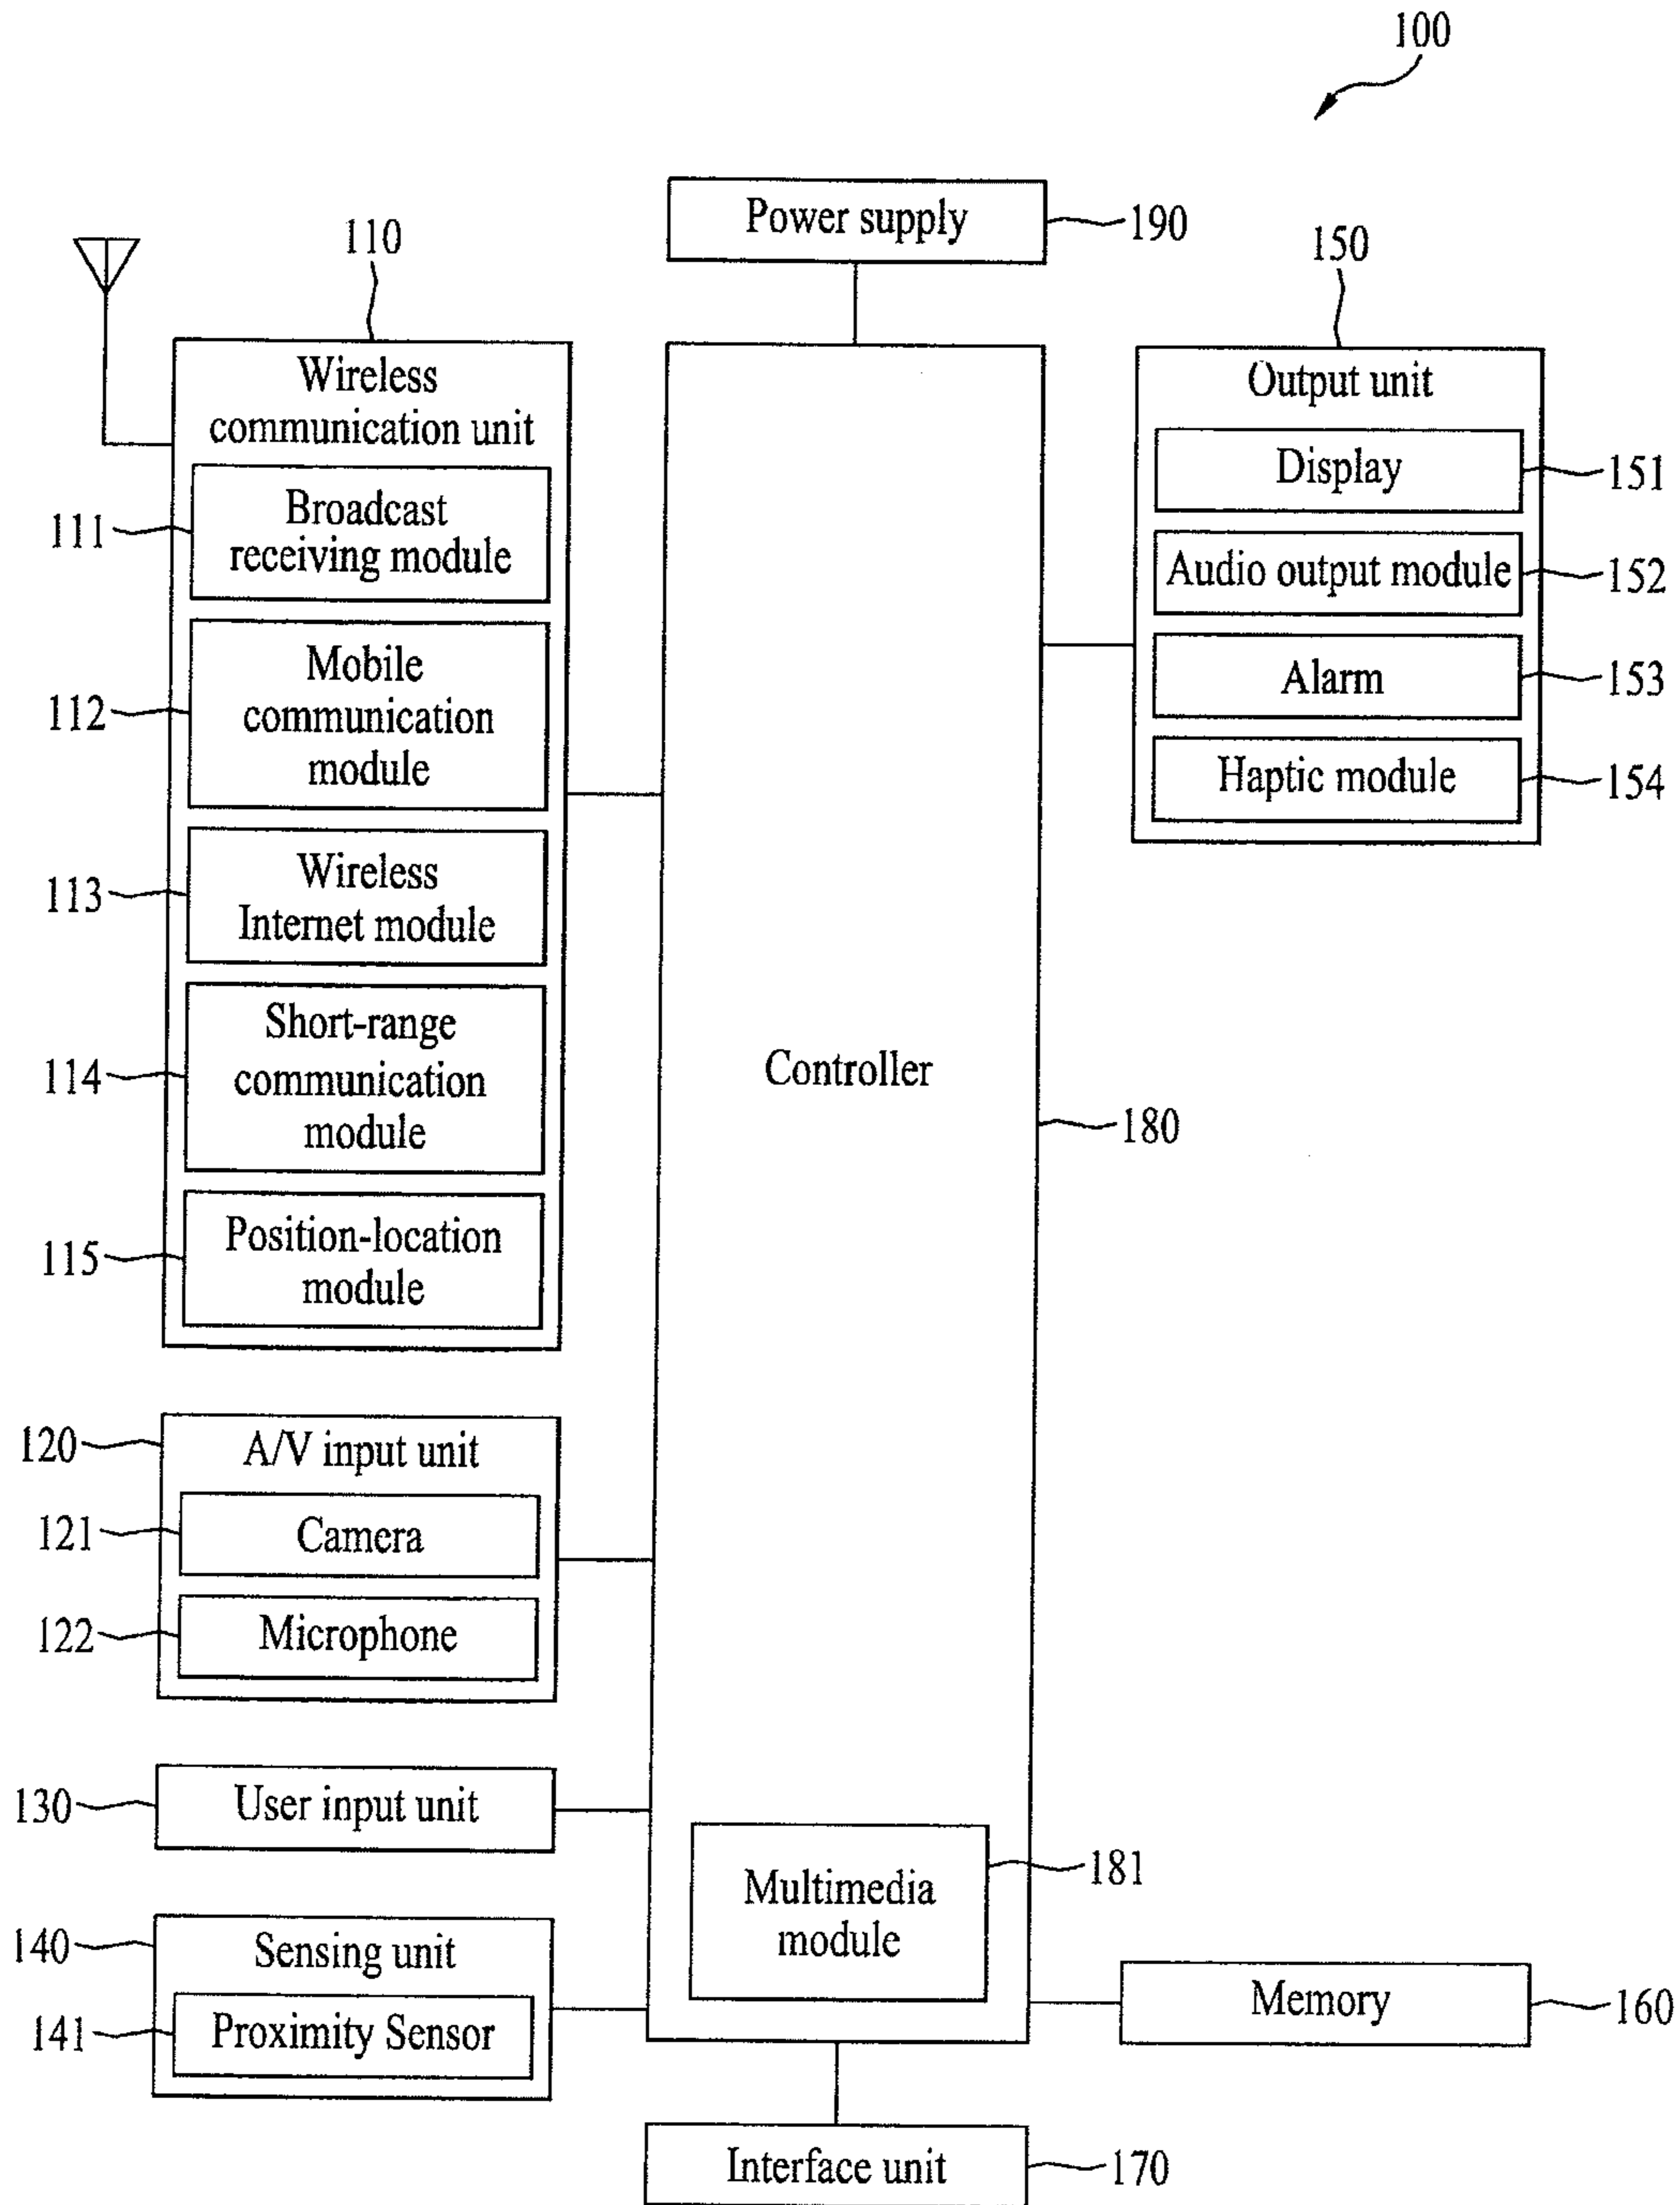 100
Power supply
190
110
150
Wireless
communication unit
Broadcast
receiving module
111
Mobile
communication
module
112
Wireless
Internet module
113
Short-range
communication
module
114
Position-location
module
115
Output unit
Display
151
Audio output module
152
Alarm
153
Haptic module
154
Controller
180
120
A/V input unit
121
Camera
122
Microphone
130
User input unit
140
Sensing unit
141
Proximity Sensor
Multimedia
module
181
Memory
160
Interface unit
170